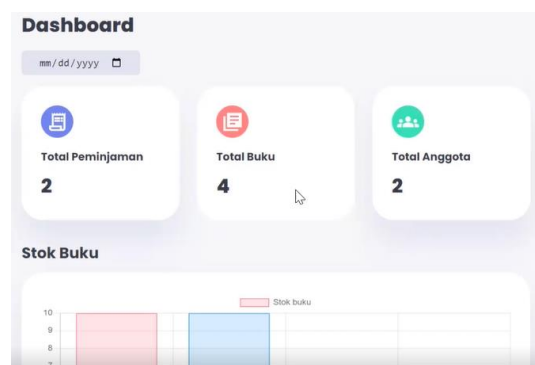 Dashboard
mm/dd/yyyy
Total Peminjaman
2
Total Buku
4
Total Anggota
2
Stok Buku
Stok buku
10
9
8